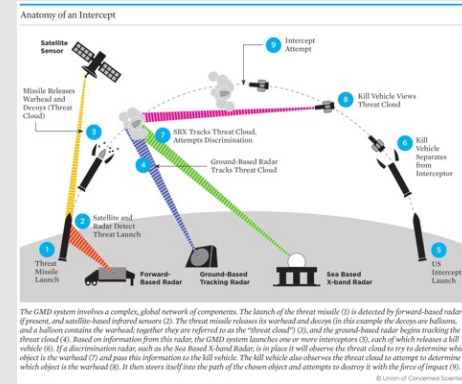 Anatomy of an Intercept
Satellite
Sensor
9
Intercept
Attempt
Missile Releases
Warhead and
Decoys (Threat
Cloud)
8
Kill Vehicle Views
Threat Cloud
3
7
SBX Tracks Threat Cloud,
Attempts Discrimination
6
Kill
Vehicle
Separates
from
Interceptor
4
Ground-Based Radar
Tracks Threat Cloud
2
Satellite and
Radar Detect
Threat Launch
1
Threat
Missile
Launch
5
US
Intercept
Launch
Forward-
Based Radar
Ground-Based
Tracking Radar
Sea Based
X-band Radar
The GMD system involves a complex, global network of components. The launch of the threat missile (1) is detected by forward-based radar
if present, and satellite-based infrared sensors (2). The threat missile releases its warhead and decoys (in this example the decoys are balloons,
and a balloon contains the warhead; together they are referred to as the "threat cloud") (3), and the ground-based radar begins tracking the
threat cloud (4). Based on information from this radar, the GMD system launches one or more interceptors (5), each of which releases a kill
vehicle (6). If a discrimination radar, such as the Sea Based X-band Radar, is in place it will observe the threat cloud to try to determine whi
object is the warhead (7) and pass this information to the kill vehicle. The kill vehicle also observes the threat cloud to attempt to determine
which object is the warhead (8). It then steers itself into the path of the chosen object and attempts to destroy it with the force of impact (9).
© Union of Concerned Scientis